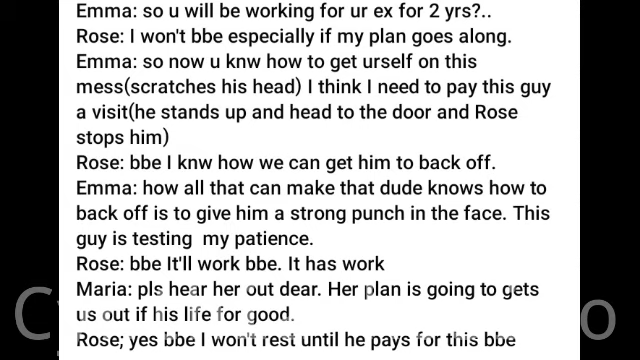 Emma: so u will be working for ur ex for 2 yrs?..
Rose: I won't bbe especially if my plan goes along.
Emma: so now u knw how to get urself on this
mess(scratches his head) I think I need to pay this guy
a visit(he stands up and head to the door and Rose
stops him)
Rose: bbe I knw how we can get him to back off.
Emma: how all that can make that dude knows how to
back off is to give him a strong punch in the face. This
guy is testing  my patience.
Rose: bbe It'll work bbe. It has work
Maria: pls hear her out dear. Her plan is going to gets
us out if his life for good.
Rose; yes bbe I won't rest until he pays for this bbe